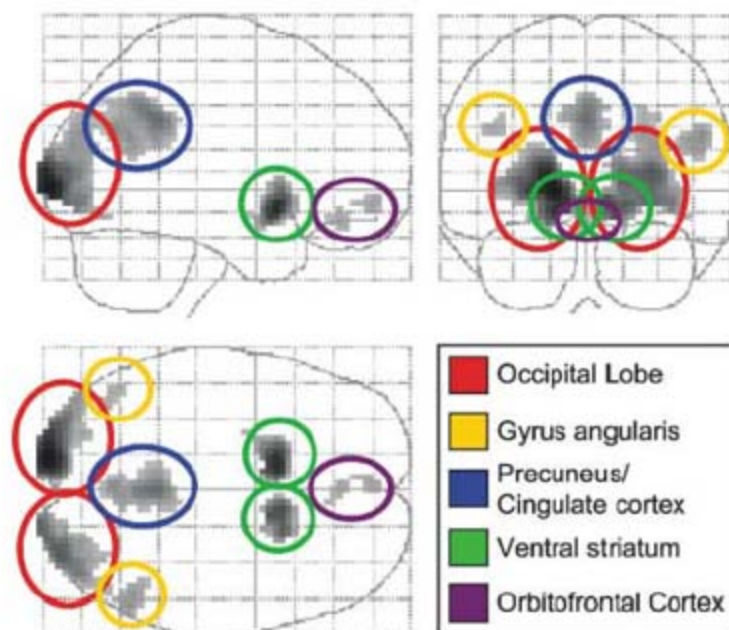 Occipital Lobe
Gyrus angularis
Precuneus/
Cingulate cortex
Ventral striatum
Orbitofrontal Cortex